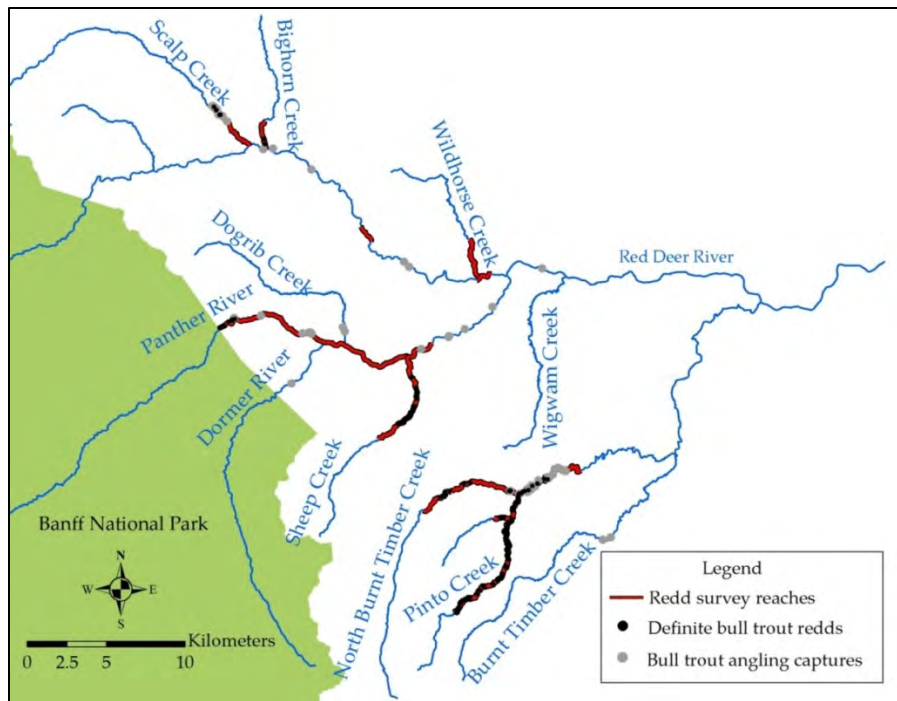 Scalp Creek
Bighorn Creek
Wildhorse Creek
Dogrib Creek
Red Deer River
Panther River
Dormer River
Wigwam Creek
Sheep Creek
North Burnt Timber Creek
Banff National Park
Pinto Creek
Burnt Timber Creek
N
W E
S
Kilometers
0 2.5 5 10
Legend
Redd survey reaches
Definite bull trout redds
Bull trout angling captures